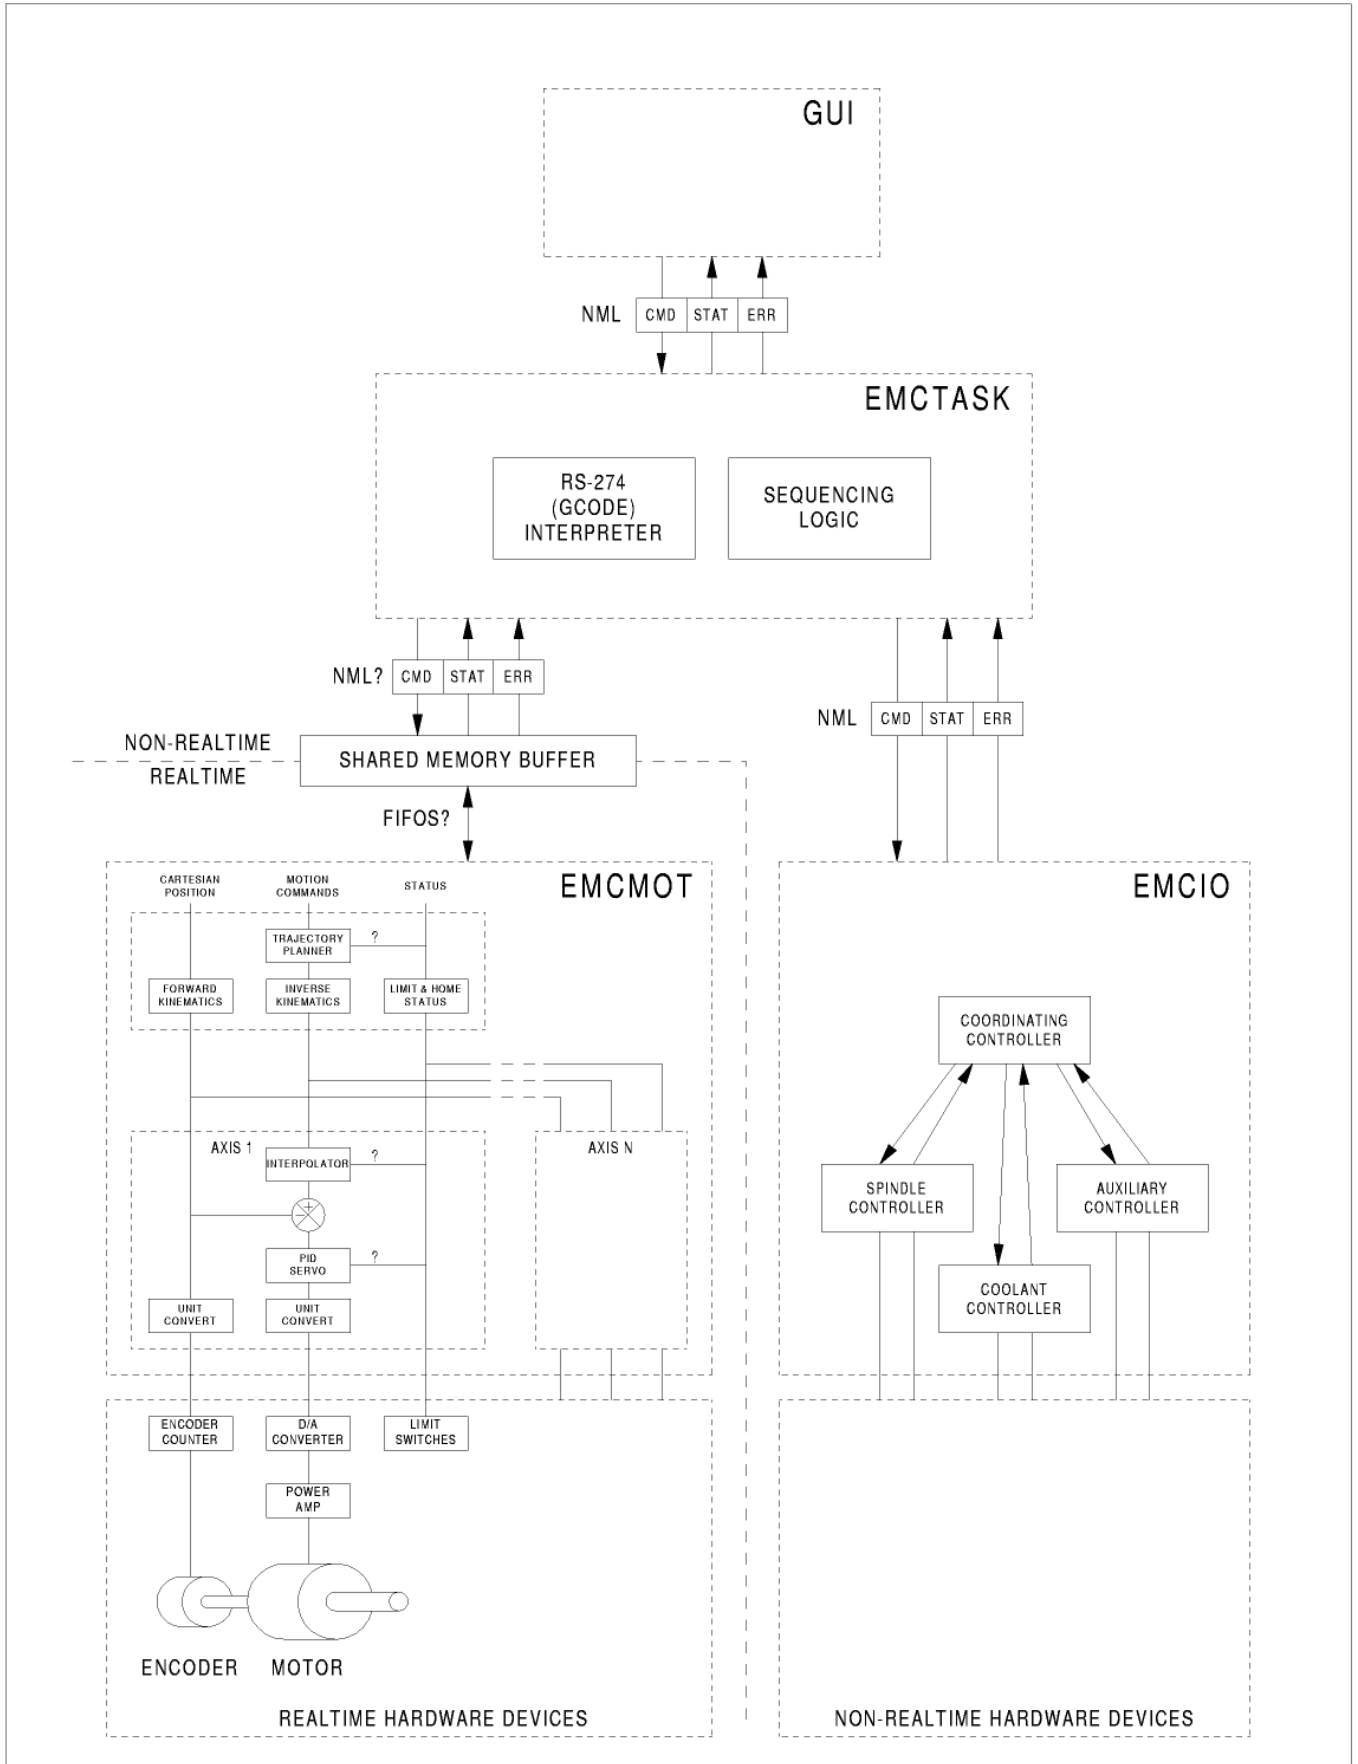 GUI
NML
CMD
STAT
ERR
EMCTASK
RS-274
(GCODE)
INTERPRETER
SEQUENCING
LOGIC
NML?
CMD
STAT
ERR
NML
CMD
STAT
ERR
NON-REALTIME
REALTIME
SHARED MEMORY BUFFER
FIFOS?
EMCMOT
CARTESIAN
POSITION
MOTION
COMMANDS
STATUS
TRAJECTORY
PLANNER
?
FORWARD
KINEMATICS
INVERSE
KINEMATICS
LIMIT & HOME
STATUS
AXIS 1
INTERPOLATOR
?
+
−
PID
SERVO
?
UNIT
CONVERT
UNIT
CONVERT
AXIS N
EMCIO
COORDINATING
CONTROLLER
SPINDLE
CONTROLLER
AUXILIARY
CONTROLLER
COOLANT
CONTROLLER
ENCODER
COUNTER
D/A
CONVERTER
LIMIT
SWITCHES
POWER
AMP
ENCODER
MOTOR
REALTIME HARDWARE DEVICES
NON-REALTIME HARDWARE DEVICES